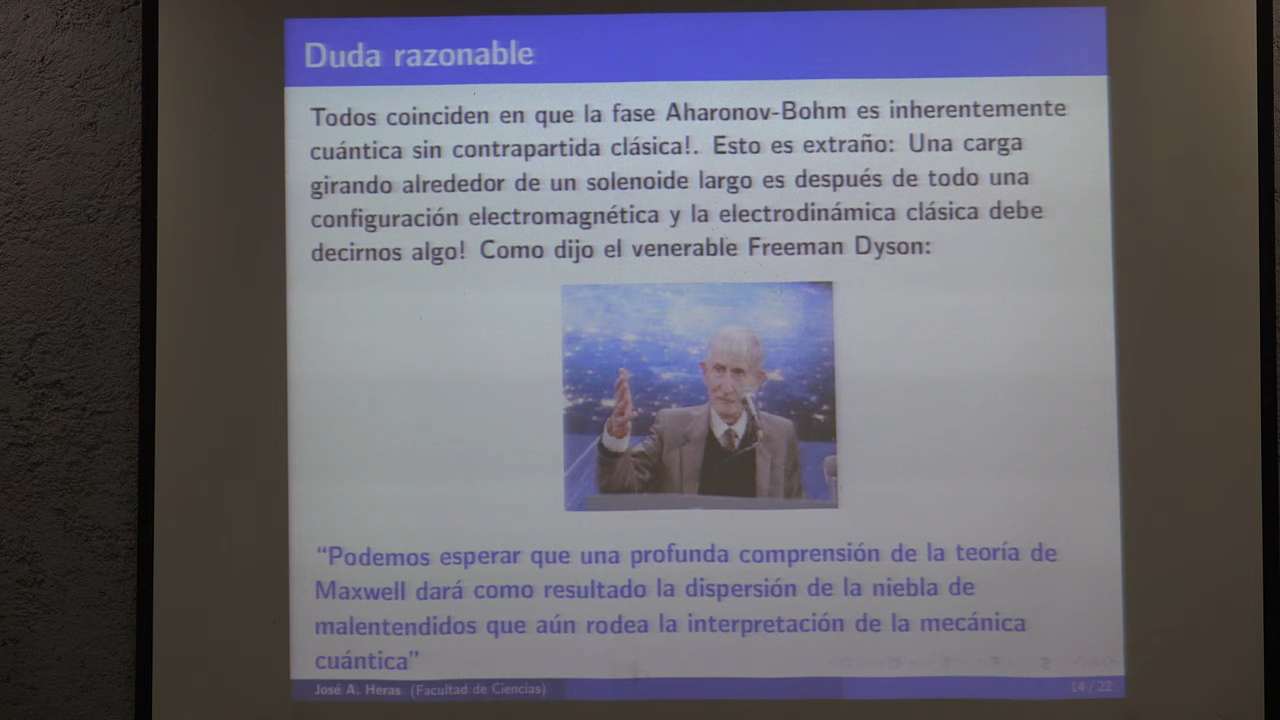 Duda razonable
Todos coinciden en que la fase Aharonov-Bohm es inherentemente
cuántica sin contrapartida clásica!. Esto es extraño: Una carga
girando alrededor de un solenoide largo es después de todo una
configuración electromagnética y la electrodinámica clásica debe
decirnos algo! Como dijo el venerable Freeman Dyson:
“Podemos esperar que una profunda comprensión de la teoría de
Maxwell dará como resultado la dispersión de la niebla de
malentendidos que aún rodea la interpretación de la mecánica
cuántica”
José A. Heras (Facultad de Ciencias)
14 / 22